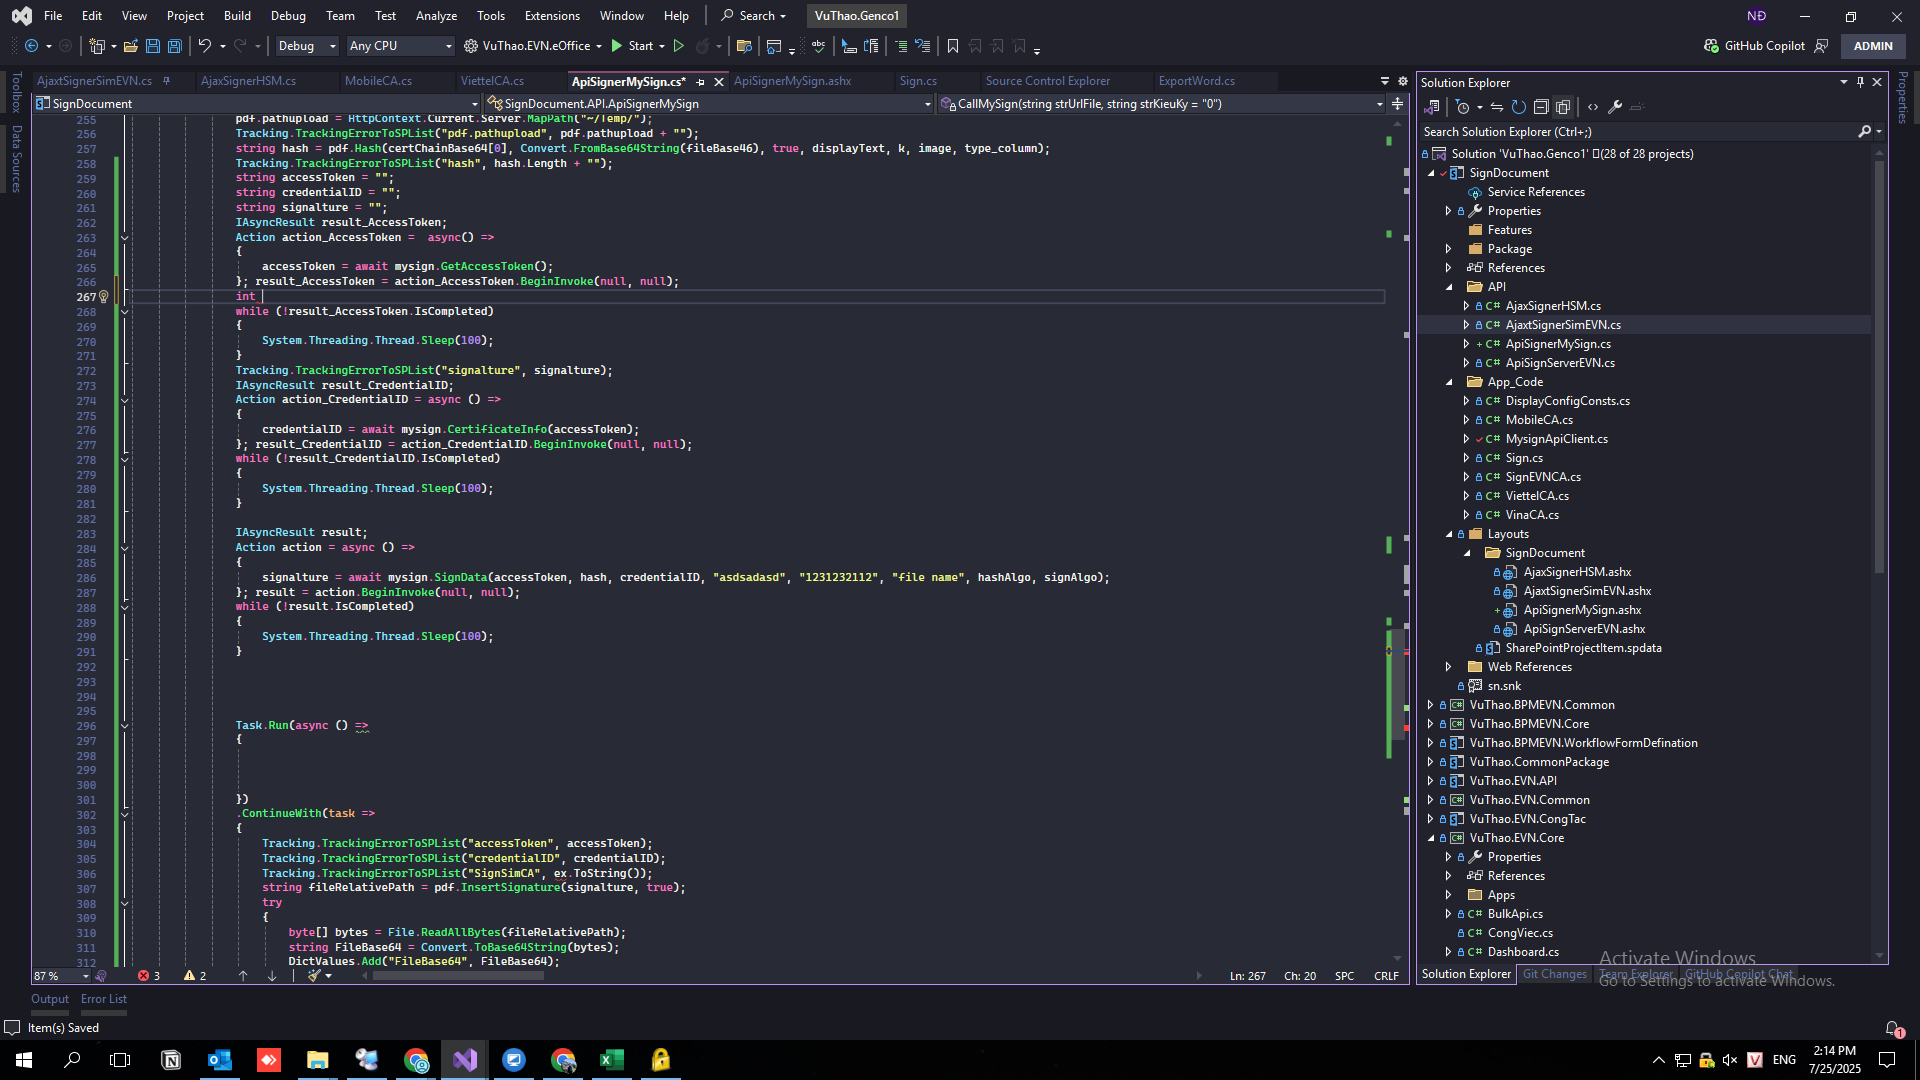 File Edit View Project Build Debug Team Test Analyze Tools Extensions Window Help Search VuThao.Genco1 NĐ
Debug Any CPU VuThao.EVN.eOffice Start GitHub Copilot ADMIN
AjaxtSignerSimEVN.cs AjaxSignerHSM.cs MobileCA.cs ViettelCA.cs ApiSignerMySign.cs* ApiSignerMySign.ashx Sign.cs Source Control Explorer ExportWord.cs
SignDocument SignDocument.API.ApiSignerMySign CallMySign(string strUrlFile, string strKieuKy = "0")
Toolbox
Data Sources
255 pdf.pathupload = HttpContext.Current.Server.MapPath("~/Temp/");
256 Tracking.TrackingErrorToSPList("pdf.pathupload", pdf.pathupload + "");
257 string hash = pdf.Hash(certChainBase64[0], Convert.FromBase64String(fileBase46), true, displayText, k, image, type_column);
258 Tracking.TrackingErrorToSPList("hash", hash.Length + "");
259 string accessToken = "";
260 string credentialID = "";
261 string signalture = "";
262 IAsyncResult result_AccessToken;
263 Action action_AccessToken =  async() =>
264 {
265 accessToken = await mysign.GetAccessToken();
266 }; result_AccessToken = action_AccessToken.BeginInvoke(null, null);
267 int
268 while (!result_AccessToken.IsCompleted)
269 {
270 System.Threading.Thread.Sleep(100);
271 }
272 Tracking.TrackingErrorToSPList("signalture", signalture);
273 IAsyncResult result_CredentialID;
274 Action action_CredentialID = async () =>
275 {
276 credentialID = await mysign.CertificateInfo(accessToken);
277 }; result_CredentialID = action_CredentialID.BeginInvoke(null, null);
278 while (!result_CredentialID.IsCompleted)
279 {
280 System.Threading.Thread.Sleep(100);
281 }
282
283 IAsyncResult result;
284 Action action = async () =>
285 {
286 signalture = await mysign.SignData(accessToken, hash, credentialID, "asdsadasd", "1231232112", "file name", hashAlgo, signAlgo);
287 }; result = action.BeginInvoke(null, null);
288 while (!result.IsCompleted)
289 {
290 System.Threading.Thread.Sleep(100);
291 }
292
293
294
295
296 Task.Run(async () =>
297 {
298
299
300
301 })
302 .ContinueWith(task =>
303 {
304 Tracking.TrackingErrorToSPList("accessToken", accessToken);
305 Tracking.TrackingErrorToSPList("credentialID", credentialID);
306 Tracking.TrackingErrorToSPList("SignSimCA", ex.ToString());
307 string fileRelativePath = pdf.InsertSignature(signalture, true);
308 try
309 {
310 byte[] bytes = File.ReadAllBytes(fileRelativePath);
311 string FileBase64 = Convert.ToBase64String(bytes);
312 DictValues.Add("FileBase64", FileBase64);
87 % 3 2 Ln: 267 Ch: 20 SPC CRLF
Solution Explorer
Search Solution Explorer (Ctrl+;)
Solution 'VuThao.Genco1' (28 of 28 projects)
SignDocument
Service References
Properties
Features
Package
References
API
AjaxSignerHSM.cs
AjaxtSignerSimEVN.cs
ApiSignerMySign.cs
ApiSignServerEVN.cs
App_Code
DisplayConfigConsts.cs
MobileCA.cs
MysignApiClient.cs
Sign.cs
SignEVNCA.cs
ViettelCA.cs
VinaCA.cs
Layouts
SignDocument
AjaxSignerHSM.ashx
AjaxtSignerSimEVN.ashx
ApiSignerMySign.ashx
ApiSignServerEVN.ashx
SharePointProjectItem.spdata
Web References
sn.snk
VuThao.BPMEVN.Common
VuThao.BPMEVN.Core
VuThao.BPMEVN.WorkflowFormDefination
VuThao.CommonPackage
VuThao.EVN.API
VuThao.EVN.Common
VuThao.EVN.CongTac
VuThao.EVN.Core
Properties
References
Apps
BulkApi.cs
CongViec.cs
Dashboard.cs
Solution Explorer Git Changes Team Explorer GitHub Copilot Chat
Properties
Activate Windows
Go to Settings to activate Windows.
Output Error List
Item(s) Saved
1
ENG
2:14 PM
7/25/2025